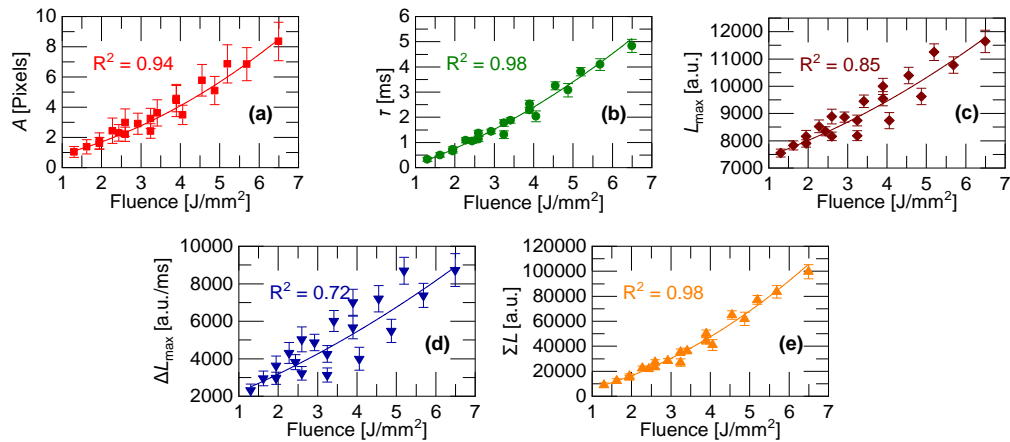 A [Pixels]
10
8
6
4
2
0
R² = 0.94
(a)
1 2 3 4 5 6 7
Fluence [J/mm²]
τ [ms]
6
5
4
3
2
1
0
R² = 0.98
(b)
1 2 3 4 5 6 7
Fluence [J/mm²]
Lmax [a.u.]
12000
11000
10000
9000
8000
7000
R² = 0.85
(c)
1 2 3 4 5 6 7
Fluence [J/mm²]
ΔLmax [a.u./ms]
10000
8000
6000
4000
2000
R² = 0.72
(d)
1 2 3 4 5 6 7
Fluence [J/mm²]
ΣL [a.u.]
120000
100000
80000
60000
40000
20000
0
R² = 0.98
(e)
1 2 3 4 5 6 7
Fluence [J/mm²]